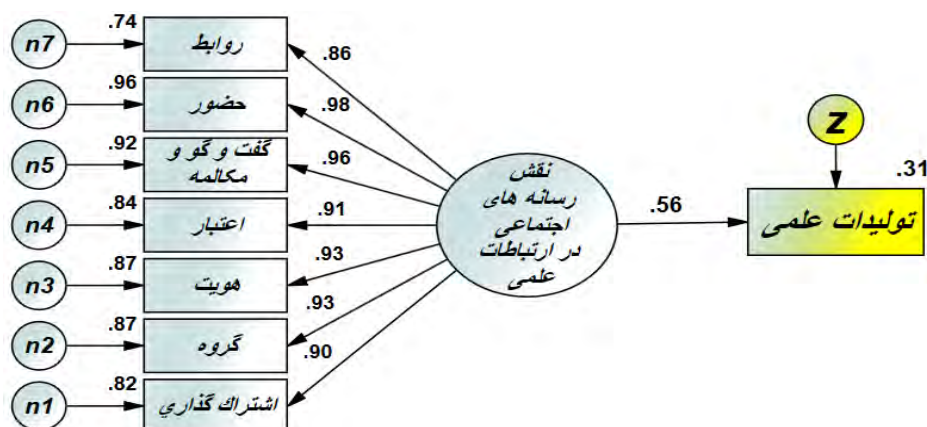 .74
n7
روابط
.86
.96
n6
حضور
.98
.92
n5
گفت و گو و
مکالمه
.96
.84
n4
اعتبار
.91
.87
n3
هویت
.93
.87
n2
گروه
.93
.82
n1
اشتراك گذاري
.90
نقش
رسانه های
اجتماعی
در ارتباطات
علمی
.56
z
.31
تولیدات علمی